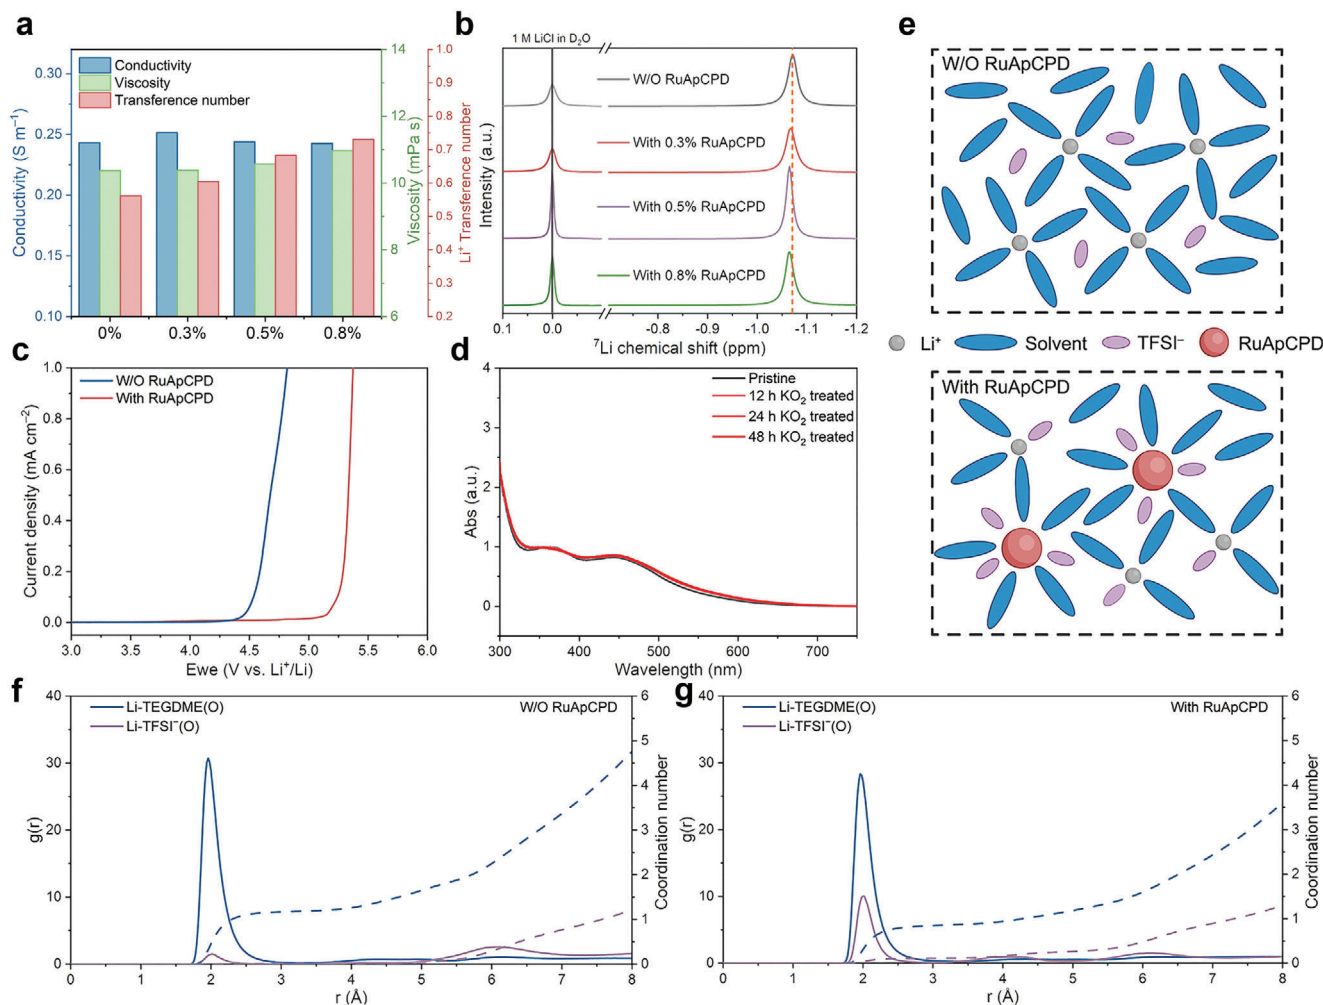 a
Conductivity
Viscosity
Transference number
Conductivity (S m⁻¹)
0.30
0.25
0.20
0.15
0.10
0%
0.3%
0.5%
0.8%
14
12
10
8
6
Viscosity (mPa s)
1.0
0.9
0.8
0.7
0.6
0.5
0.4
0.3
0.2
Li⁺ Transference number
b
1 M LiCl in D₂O
W/O RuApCPD
With 0.3% RuApCPD
With 0.5% RuApCPD
With 0.8% RuApCPD
Intensity (a.u.)
0.1
0.0
-0.8
-0.9
-1.0
-1.1
-1.2
⁷Li chemical shift (ppm)
c
W/O RuApCPD
With RuApCPD
Current density (mA cm⁻²)
1.0
0.8
0.6
0.4
0.2
0.0
3.0
3.5
4.0
4.5
5.0
5.5
6.0
Ewe (V vs. Li⁺/Li)
d
Pristine
12 h KO₂ treated
24 h KO₂ treated
48 h KO₂ treated
Abs (a.u.)
4
3
2
1
0
300
400
500
600
700
Wavelength (nm)
e
W/O RuApCPD
Li⁺
Solvent
TFSI⁻
RuApCPD
With RuApCPD
f
Li-TEGDME(O)
Li-TFSI⁻(O)
W/O RuApCPD
g(r)
40
30
20
10
0
0
1
2
3
4
5
6
7
8
r (Å)
6
5
4
3
2
1
0
Coordination number
g
Li-TEGDME(O)
Li-TFSI⁻(O)
With RuApCPD
g(r)
40
30
20
10
0
0
1
2
3
4
5
6
7
8
r (Å)
6
5
4
3
2
1
0
Coordination number